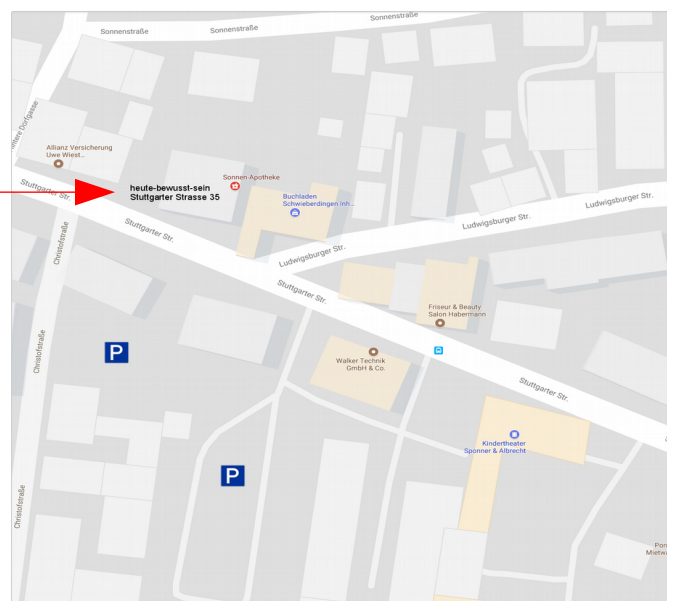 Sonnenstraße
Sonnenstraße
Sonnenstraße
Allianz Versicherung
Uwe Wiest...
Stuttgarter Str.
heute-bewusst-sein
Stuttgarter Strasse 35
Sonnen-Apotheke
Buchladen
Schwieberdingen Inh...
Ludwigsburger Str.
Ludwigsburger Str.
Ludwigsburger Str.
Stuttgarter Str.
Christofstraße
Stuttgarter Str.
Friseur & Beauty
Salon Habermann
P
Christofstraße
Walker Technik
GmbH & Co.
Stuttgarter Str.
Kindertheater
Sponner & Albrecht
P
Christofstraße